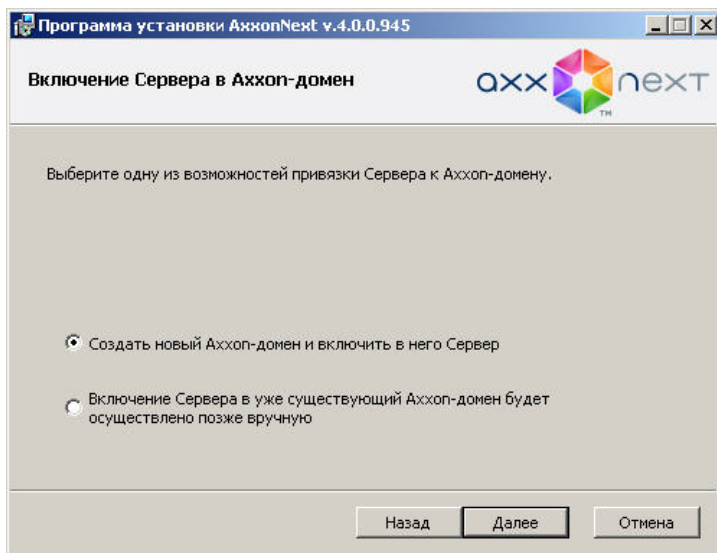 Программа установки AxxonNext v.4.0.0.945
Включение Сервера в Axxon-домен
axx next
TM
Выберите одну из возможностей привязки Сервера к Axxon-домену.
Создать новый Axxon-домен и включить в него Сервер
Включение Сервера в уже существующий Axxon-домен будет
осуществлено позже вручную
Назад
Далее
Отмена